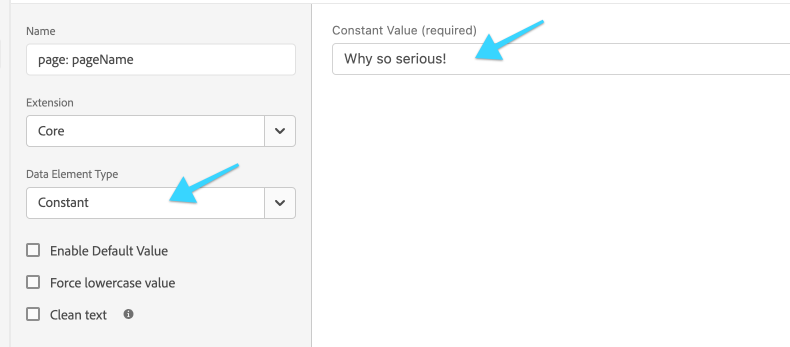 Name
page: pageName
Extension
Core
Data Element Type
Constant
Enable Default Value
Force lowercase value
Clean text
Constant Value (required)
Why so serious!